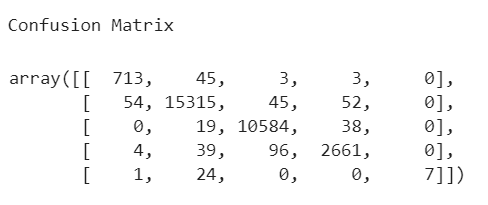 Confusion Matrix
array([[ 713, 45, 3, 3, 0],
[ 54, 15315, 45, 52, 0],
[ 0, 19, 10584, 38, 0],
[ 4, 39, 96, 2661, 0],
[ 1, 24, 0, 0, 7]])